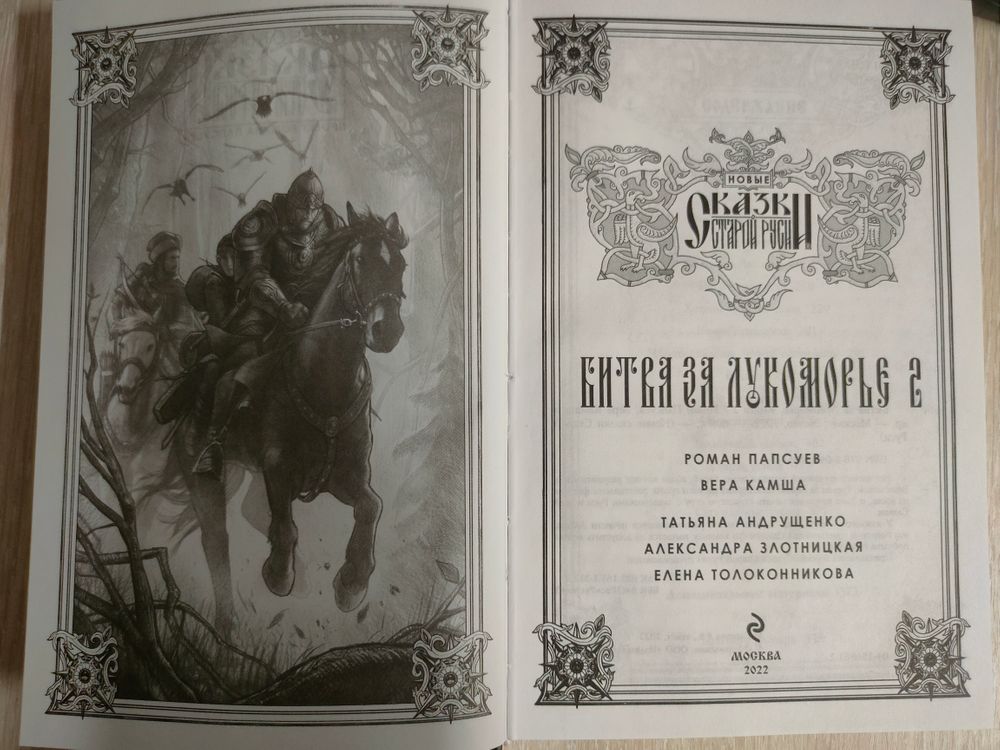 НОВЫЕ
СКАЗКИ
СТАРОЙ РУСИ
БИТВА ЗА ЛУКОМОРЬЕ 2
РОМАН ПАПСУЕВ
ВЕРА КАМША
ТАТЬЯНА АНДРУЩЕНКО
АЛЕКСАНДРА ЗЛОТНИЦКАЯ
ЕЛЕНА ТОЛОКОННИКОВА
МОСКВА
2022